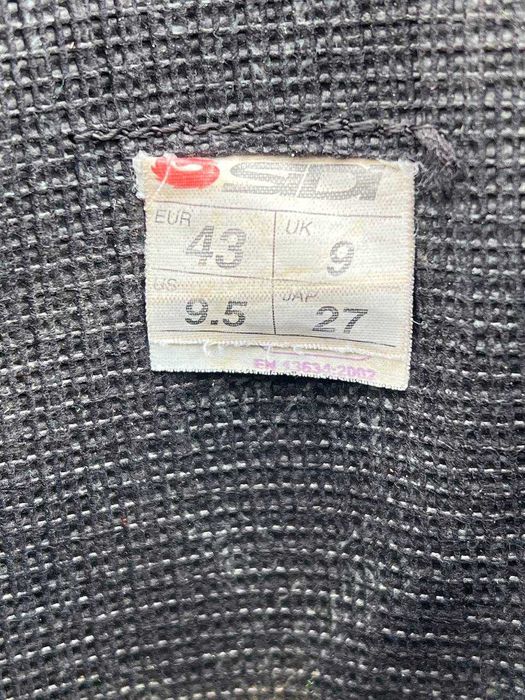 SIDI
EUR UK
43 9
US JAP
9.5 27
EN 13634:2002